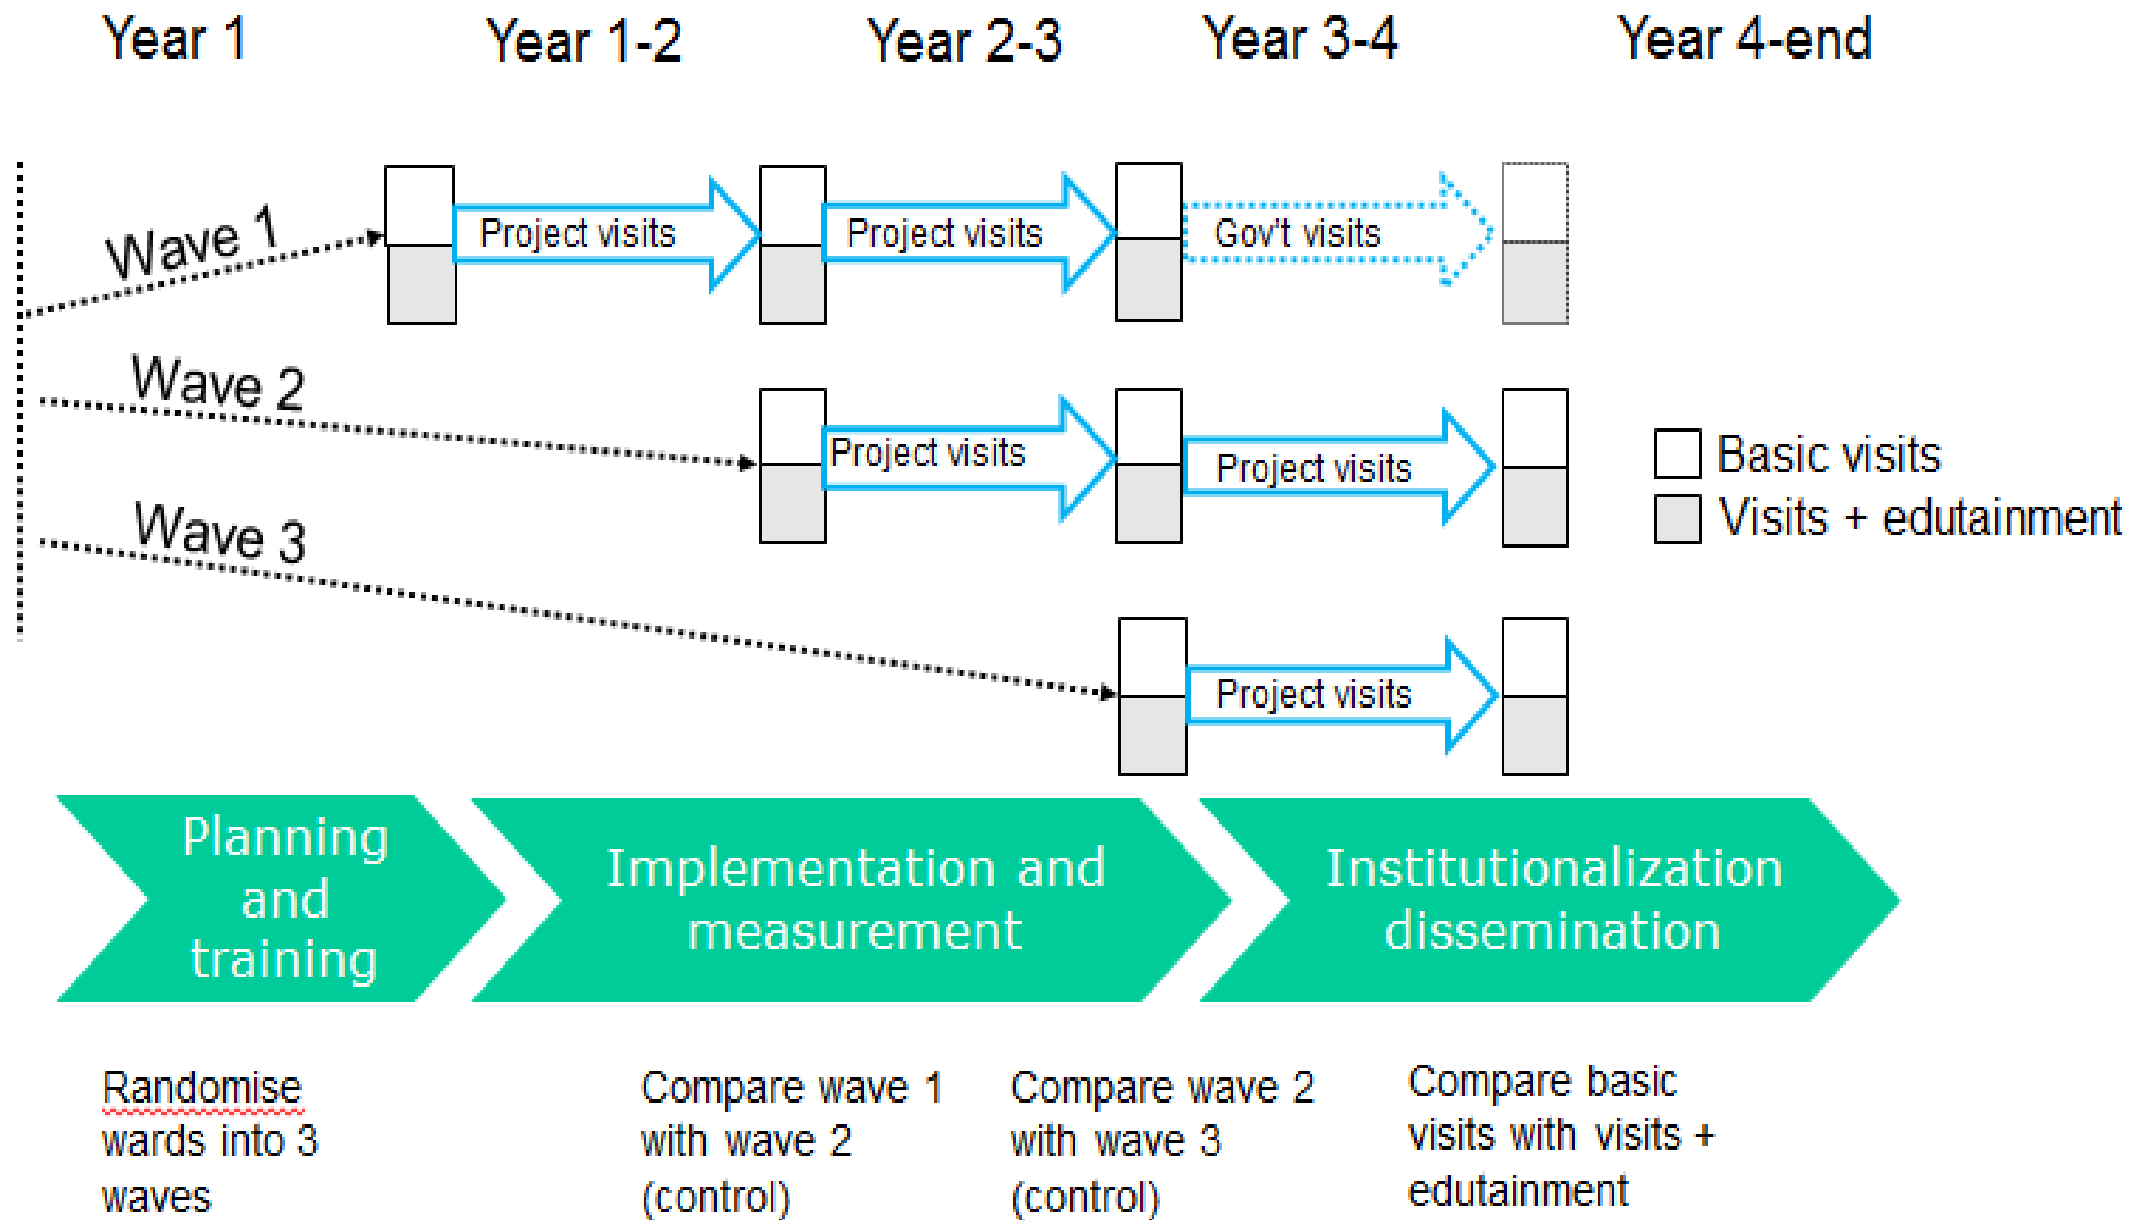 Year 1
Year 1-2
Year 2-3
Year 3-4
Year 4-end
Wave 1
Project visits
Project visits
Gov't visits
Wave 2
Project visits
Project visits
Basic visits
Visits + edutainment
Wave 3
Project visits
Planning
and
training
Implementation and
measurement
Institutionalization
dissemination
Randomise
wards into 3
waves
Compare wave 1
with wave 2
(control)
Compare wave 2
with wave 3
(control)
Compare basic
visits with visits +
edutainment